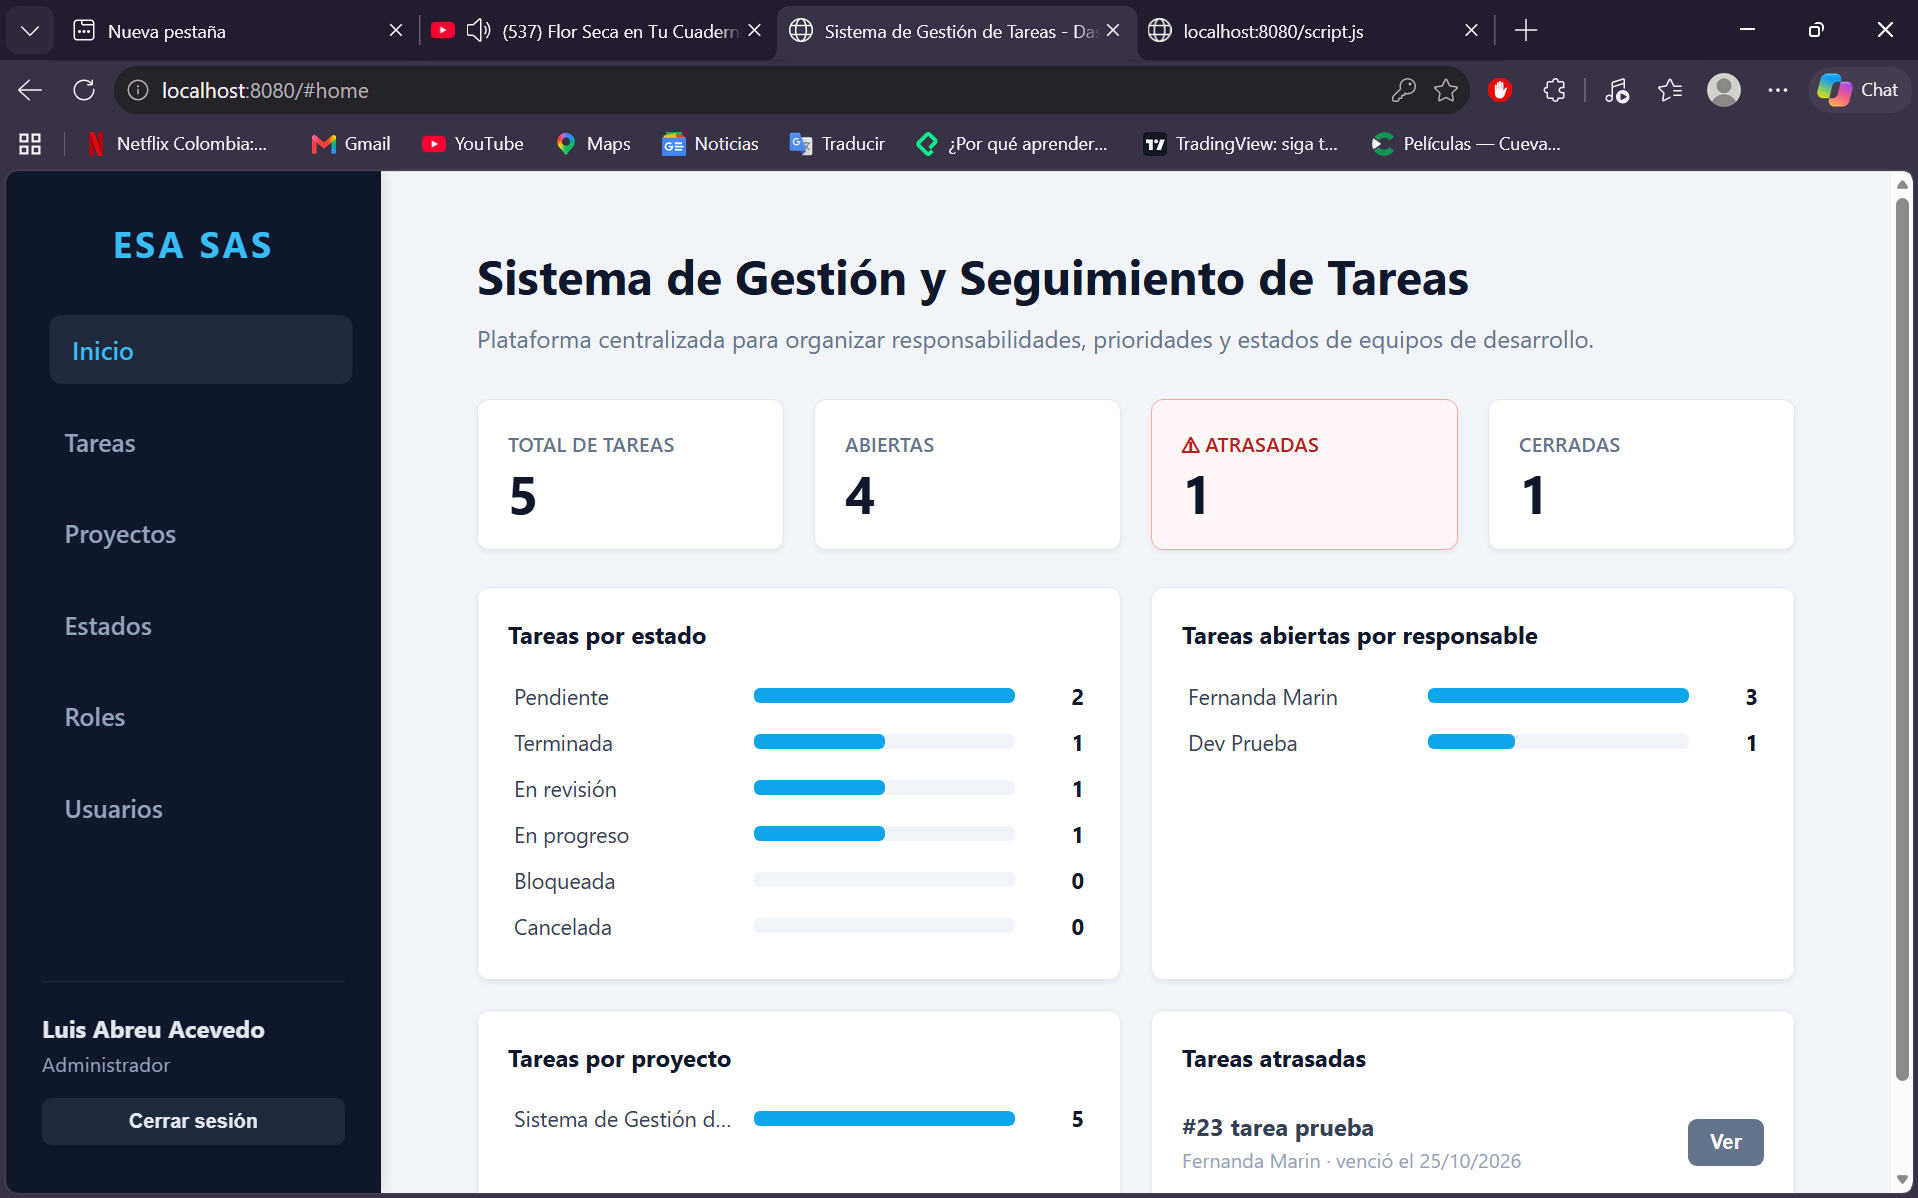 Nueva pestaña
(537) Flor Seca en Tu Cuadern
Sistema de Gestión de Tareas - Das
localhost:8080/script.js
localhost:8080/#home
Chat
Netflix Colombia:...
Gmail
YouTube
Maps
Noticias
Traducir
¿Por qué aprender...
TradingView: siga t...
Películas — Cueva...
ESA SAS
Inicio
Tareas
Proyectos
Estados
Roles
Usuarios
Luis Abreu Acevedo
Administrador
Cerrar sesión
Sistema de Gestión y Seguimiento de Tareas
Plataforma centralizada para organizar responsabilidades, prioridades y estados de equipos de desarrollo.
TOTAL DE TAREAS
5
ABIERTAS
4
⚠ ATRASADAS
1
CERRADAS
1
Tareas por estado
Pendiente 2
Terminada 1
En revisión 1
En progreso 1
Bloqueada 0
Cancelada 0
Tareas abiertas por responsable
Fernanda Marin 3
Dev Prueba 1
Tareas por proyecto
Sistema de Gestión d... 5
Tareas atrasadas
#23 tarea prueba
Fernanda Marin · venció el 25/10/2026
Ver